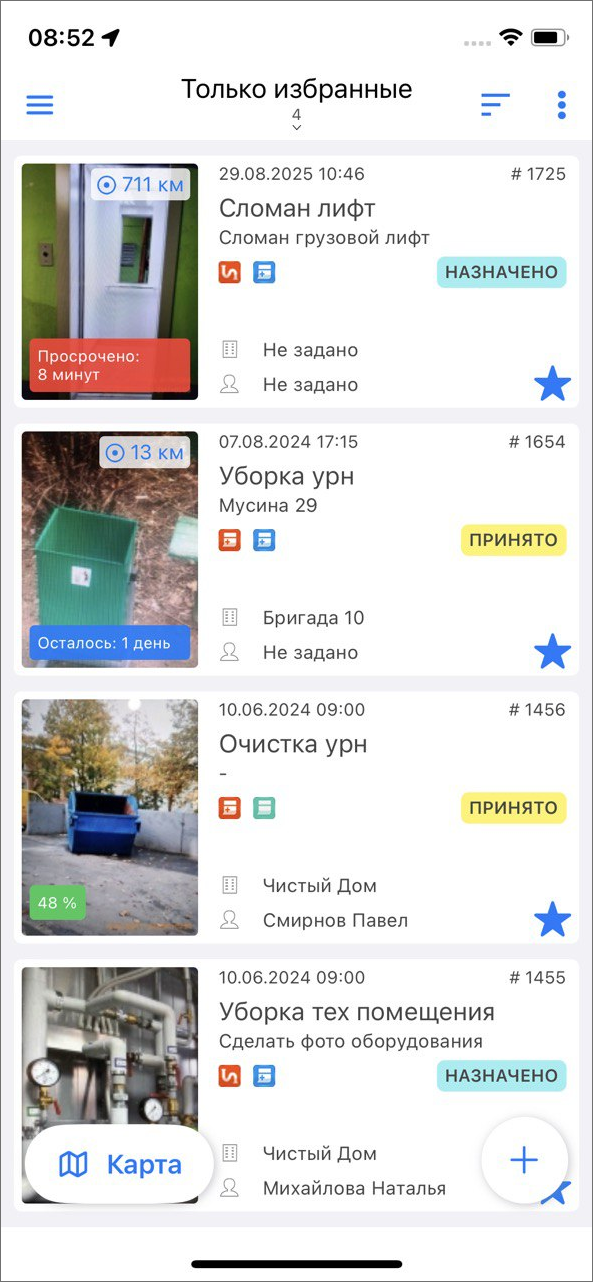 08:52
Только избранные
4
711 км
29.08.2025 10:46
# 1725
Сломан лифт
Сломан грузовой лифт
НАЗНАЧЕНО
Просрочено:
8 минут
Не задано
Не задано
13 км
07.08.2024 17:15
# 1654
Уборка урн
Мусина 29
ПРИНЯТО
Осталось: 1 день
Бригада 10
Не задано
10.06.2024 09:00
# 1456
Очистка урн
-
ПРИНЯТО
48 %
Чистый Дом
Смирнов Павел
10.06.2024 09:00
# 1455
Уборка тех помещения
Сделать фото оборудования
НАЗНАЧЕНО
Карта
Чистый Дом
Михайлова Наталья
+